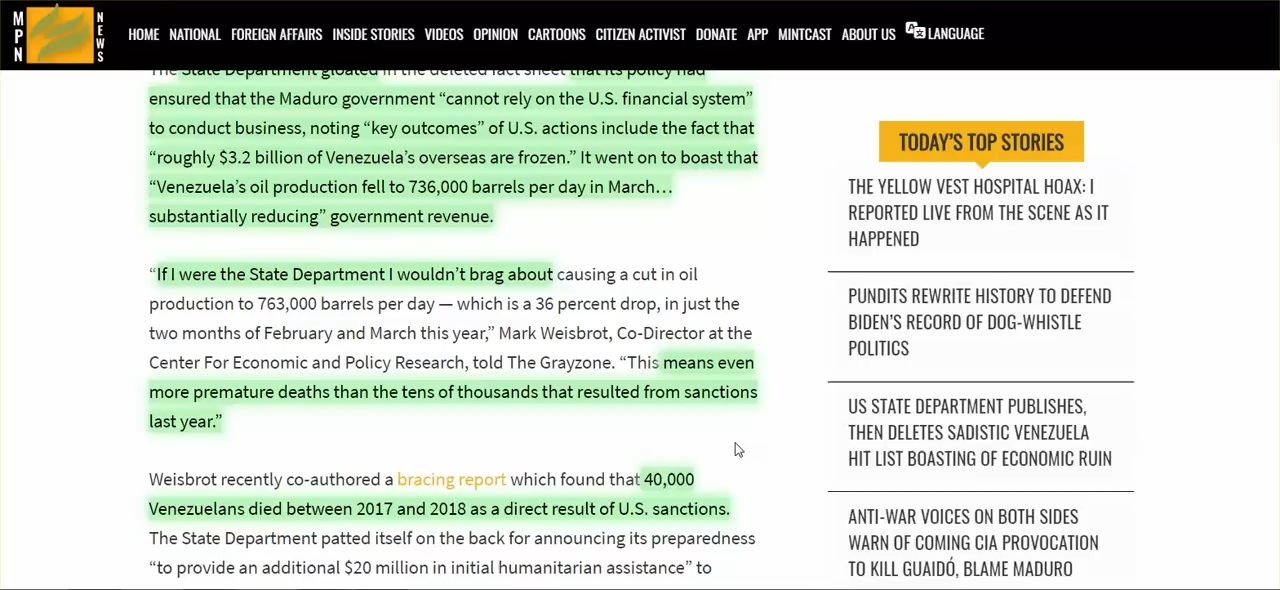 MPN
NEWS
HOME NATIONAL FOREIGN AFFAIRS INSIDE STORIES VIDEOS OPINION CARTOONS CITIZEN ACTIVIST DONATE APP MINTCAST ABOUT US LANGUAGE
The State Department gloated in the deleted fact sheet that its policy had
ensured that the Maduro government “cannot rely on the U.S. financial system”
to conduct business, noting “key outcomes” of U.S. actions include the fact that
“roughly $3.2 billion of Venezuela’s overseas are frozen.” It went on to boast that
“Venezuela’s oil production fell to 736,000 barrels per day in March…
substantially reducing” government revenue.
“If I were the State Department I wouldn’t brag about causing a cut in oil
production to 763,000 barrels per day — which is a 36 percent drop, in just the
two months of February and March this year,” Mark Weisbrot, Co-Director at the
Center For Economic and Policy Research, told The Grayzone. “This means even
more premature deaths than the tens of thousands that resulted from sanctions
last year.”
Weisbrot recently co-authored a bracing report which found that 40,000
Venezuelans died between 2017 and 2018 as a direct result of U.S. sanctions.
The State Department patted itself on the back for announcing its preparedness
“to provide an additional $20 million in initial humanitarian assistance” to
TODAY’S TOP STORIES
THE YELLOW VEST HOSPITAL HOAX: I
REPORTED LIVE FROM THE SCENE AS IT
HAPPENED
PUNDITS REWRITE HISTORY TO DEFEND
BIDEN’S RECORD OF DOG-WHISTLE
POLITICS
US STATE DEPARTMENT PUBLISHES,
THEN DELETES SADISTIC VENEZUELA
HIT LIST BOASTING OF ECONOMIC RUIN
ANTI-WAR VOICES ON BOTH SIDES
WARN OF COMING CIA PROVOCATION
TO KILL GUAIDÓ, BLAME MADURO